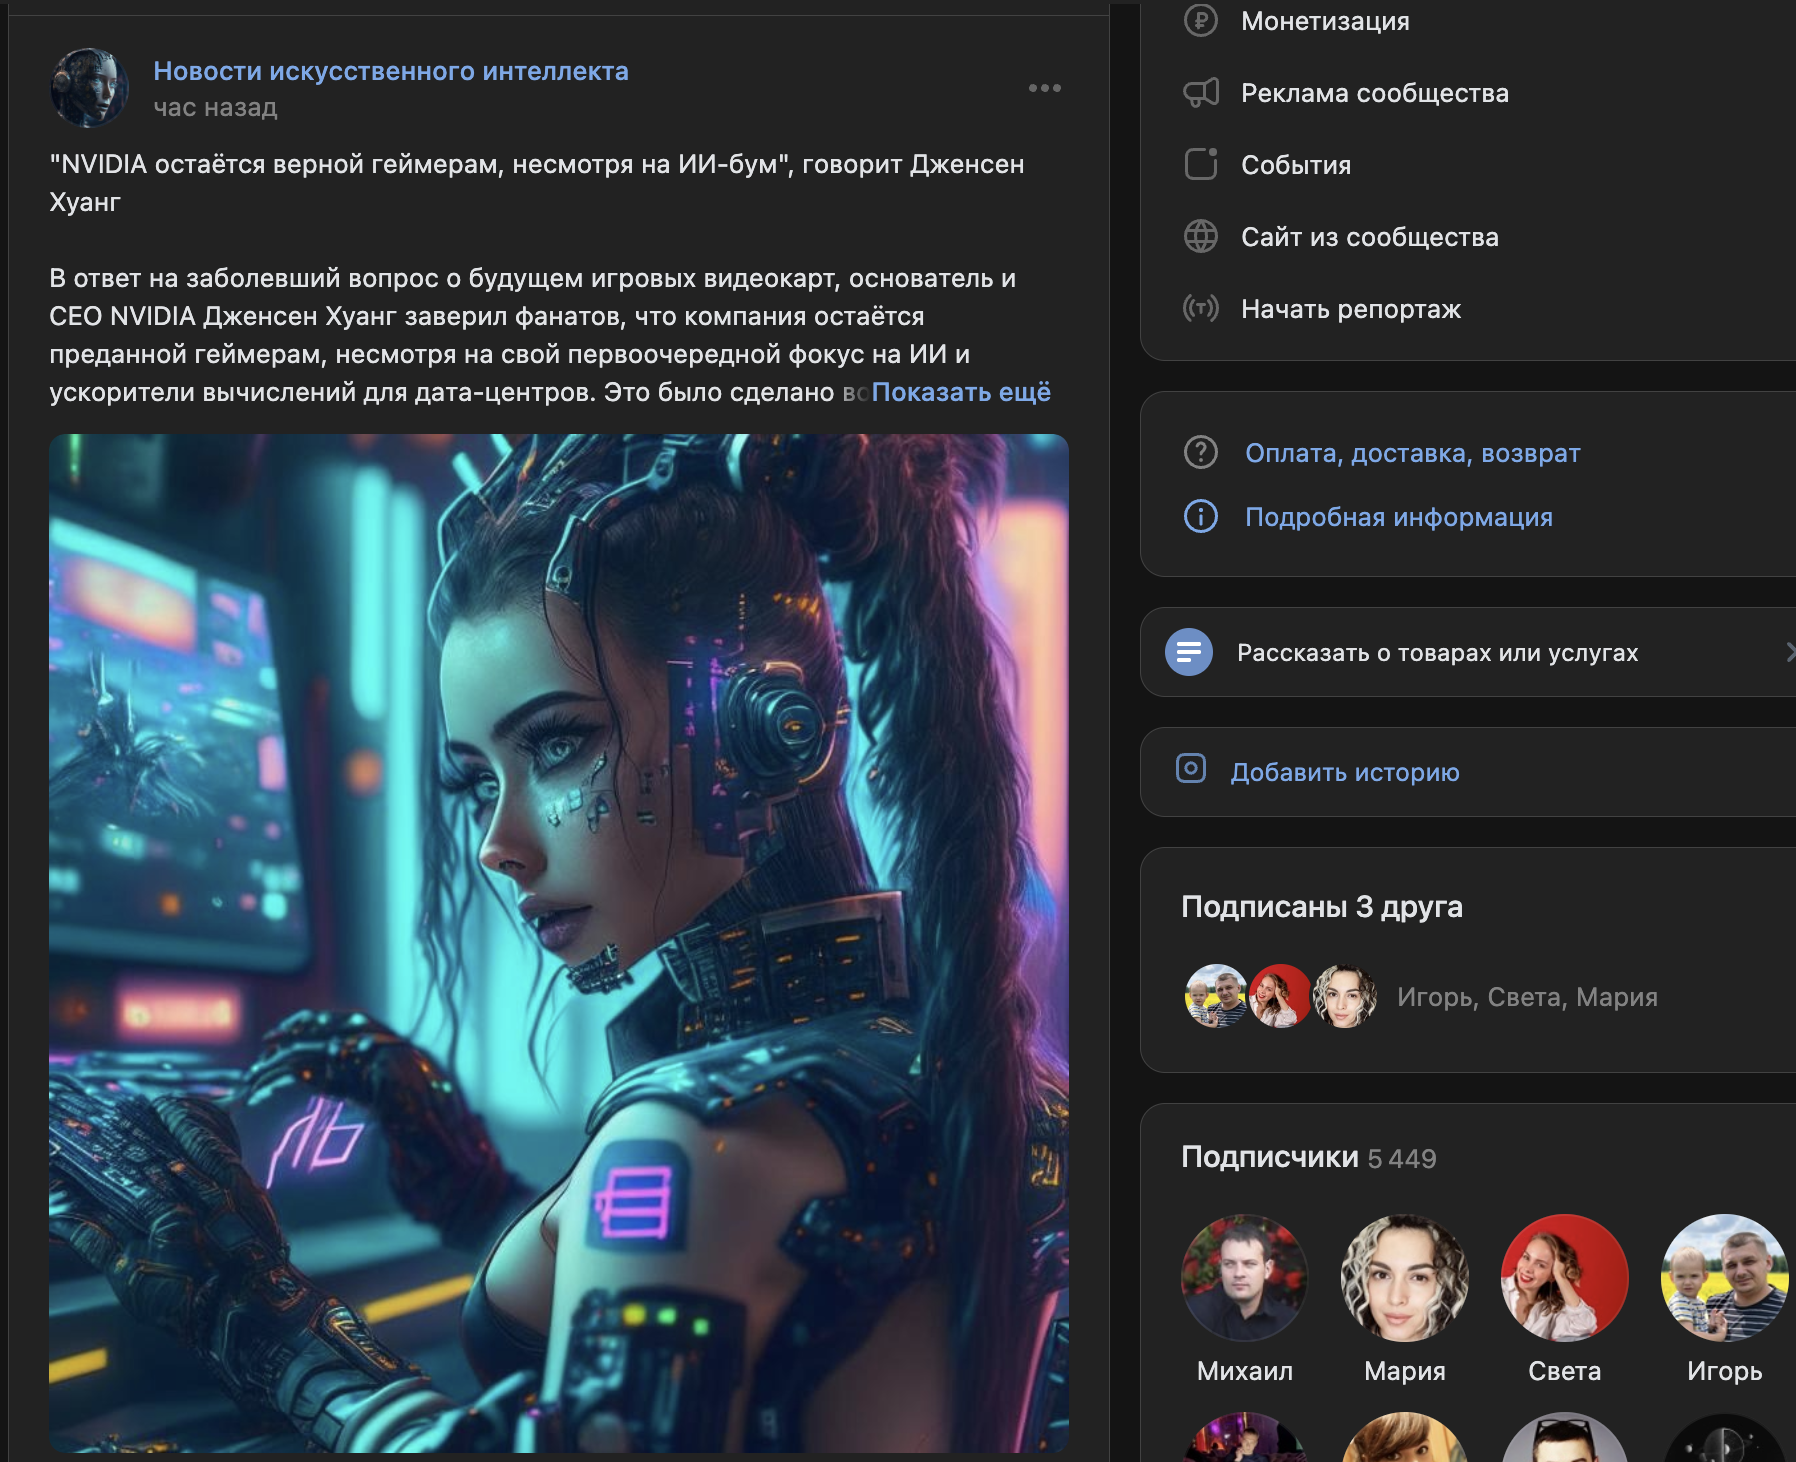 Новости искусственного интеллекта
час назад
"NVIDIA остаётся верной геймерам, несмотря на ИИ-бум", говорит Дженсен
Хуанг
В ответ на заболевший вопрос о будущем игровых видеокарт, основатель и
CEO NVIDIA Дженсен Хуанг заверил фанатов, что компания остаётся
преданной геймерам, несмотря на свой первоочередной фокус на ИИ и
ускорители вычислений для дата-центров. Это было сделано во Показать ещё
Монетизация
Реклама сообщества
События
Сайт из сообщества
Начать репортаж
Оплата, доставка, возврат
Подробная информация
Рассказать о товарах или услугах
Добавить историю
Подписаны 3 друга
Игорь, Света, Мария
Подписчики 5 449
Михаил
Мария
Света
Игорь